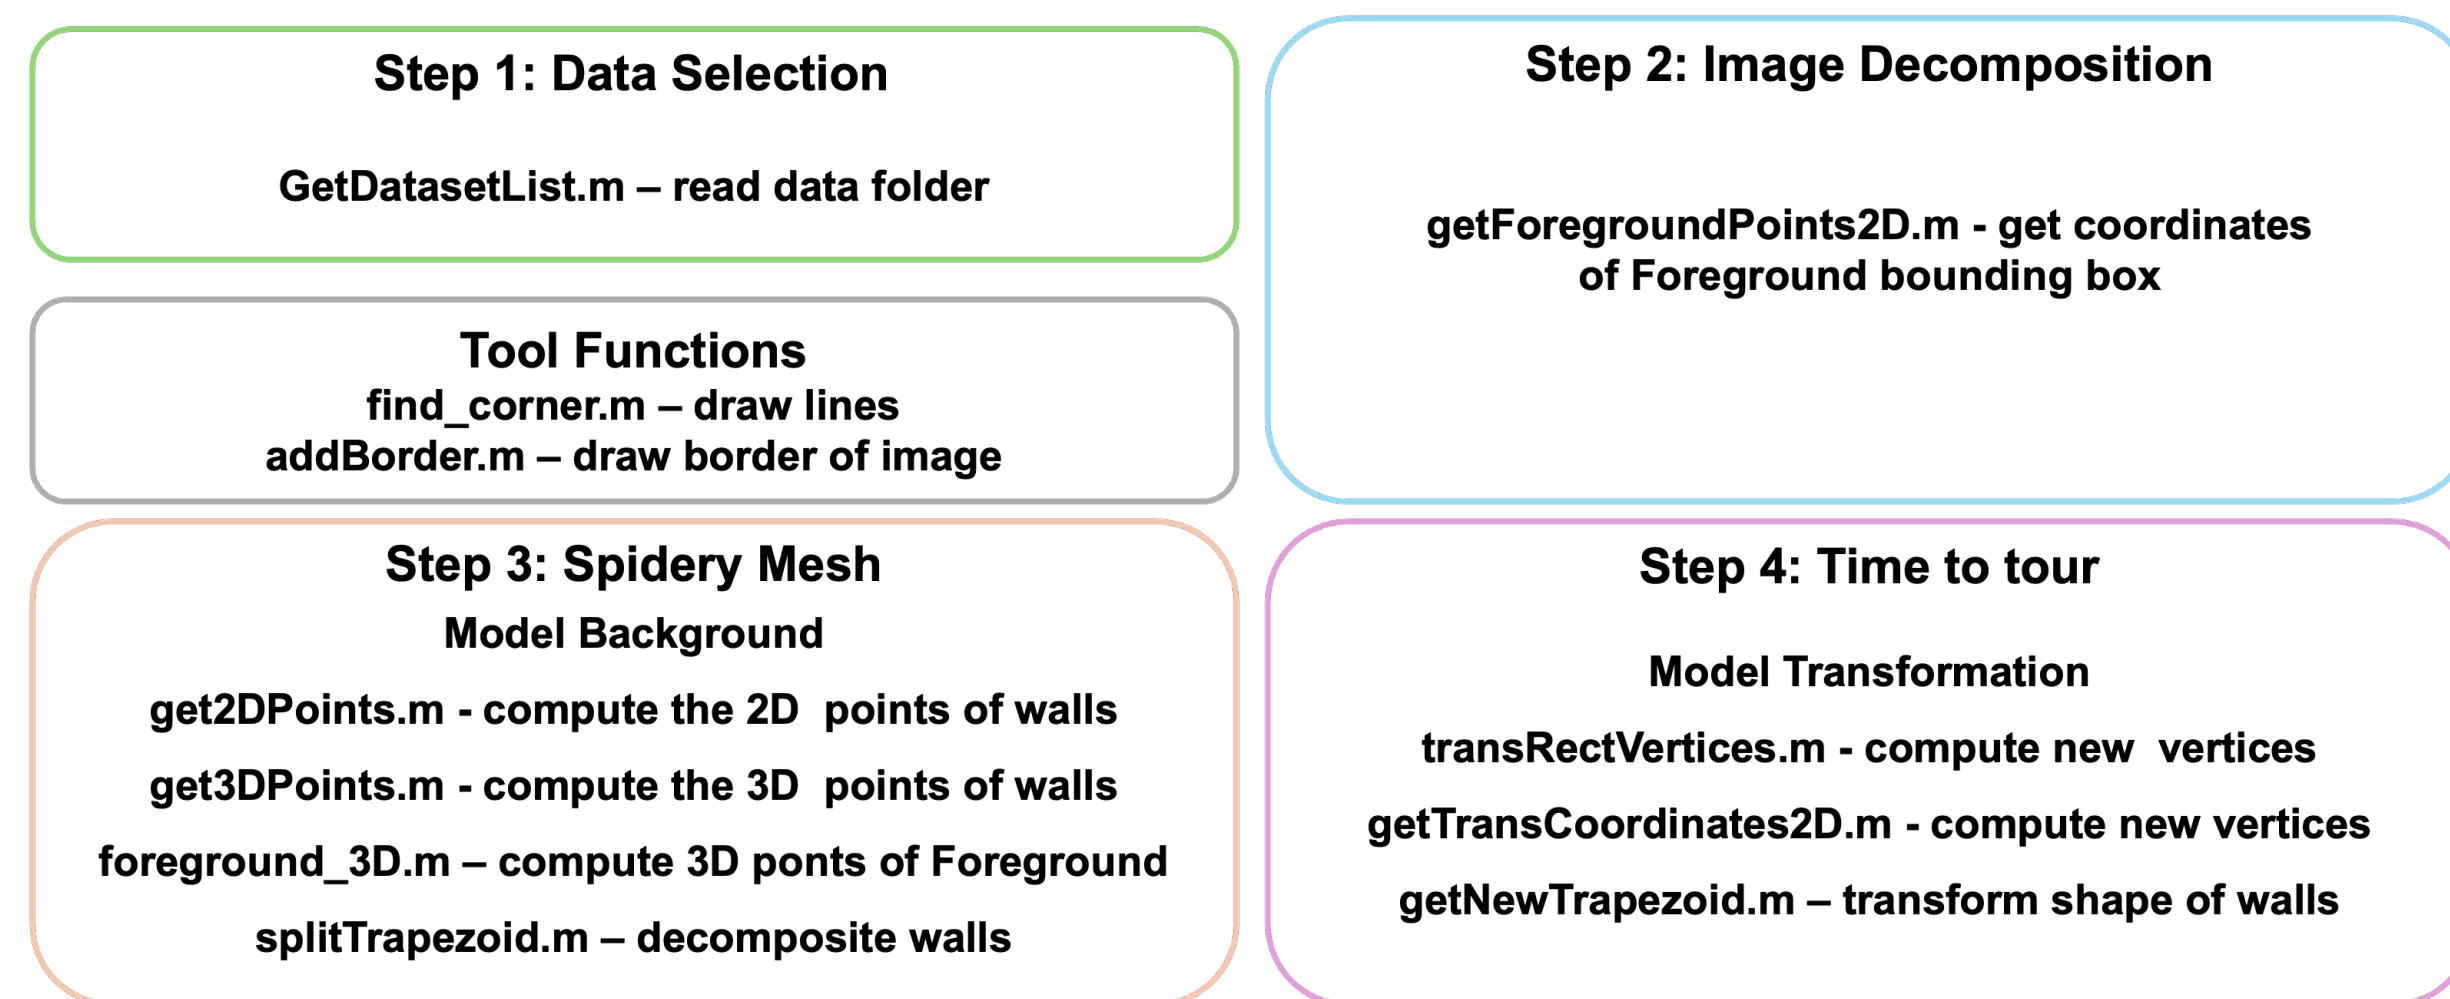 Step 1: Data Selection
GetDatasetList.m – read data folder
Step 2: Image Decomposition
getForegroundPoints2D.m - get coordinates
of Foreground bounding box
Tool Functions
find_corner.m – draw lines
addBorder.m – draw border of image
Step 3: Spidery Mesh
Model Background
get2DPoints.m - compute the 2D  points of walls
get3DPoints.m - compute the 3D  points of walls
foreground_3D.m – compute 3D ponts of Foreground
splitTrapezoid.m – decomposite walls
Step 4: Time to tour
Model Transformation
transRectVertices.m - compute new  vertices
getTransCoordinates2D.m - compute new vertices
getNewTrapezoid.m – transform shape of walls